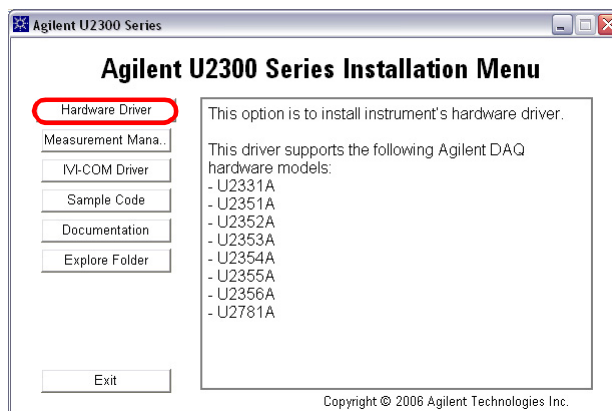 Agilent U2300 Series
Agilent U2300 Series Installation Menu
Hardware Driver
Measurement Mana..
IVI-COM Driver
Sample Code
Documentation
Explore Folder
Exit
This option is to install instrument's hardware driver.
This driver supports the following Agilent DAQ
hardware models:
- U2331A
- U2351A
- U2352A
- U2353A
- U2354A
- U2355A
- U2356A
- U2781A
Copyright © 2006 Agilent Technologies Inc.